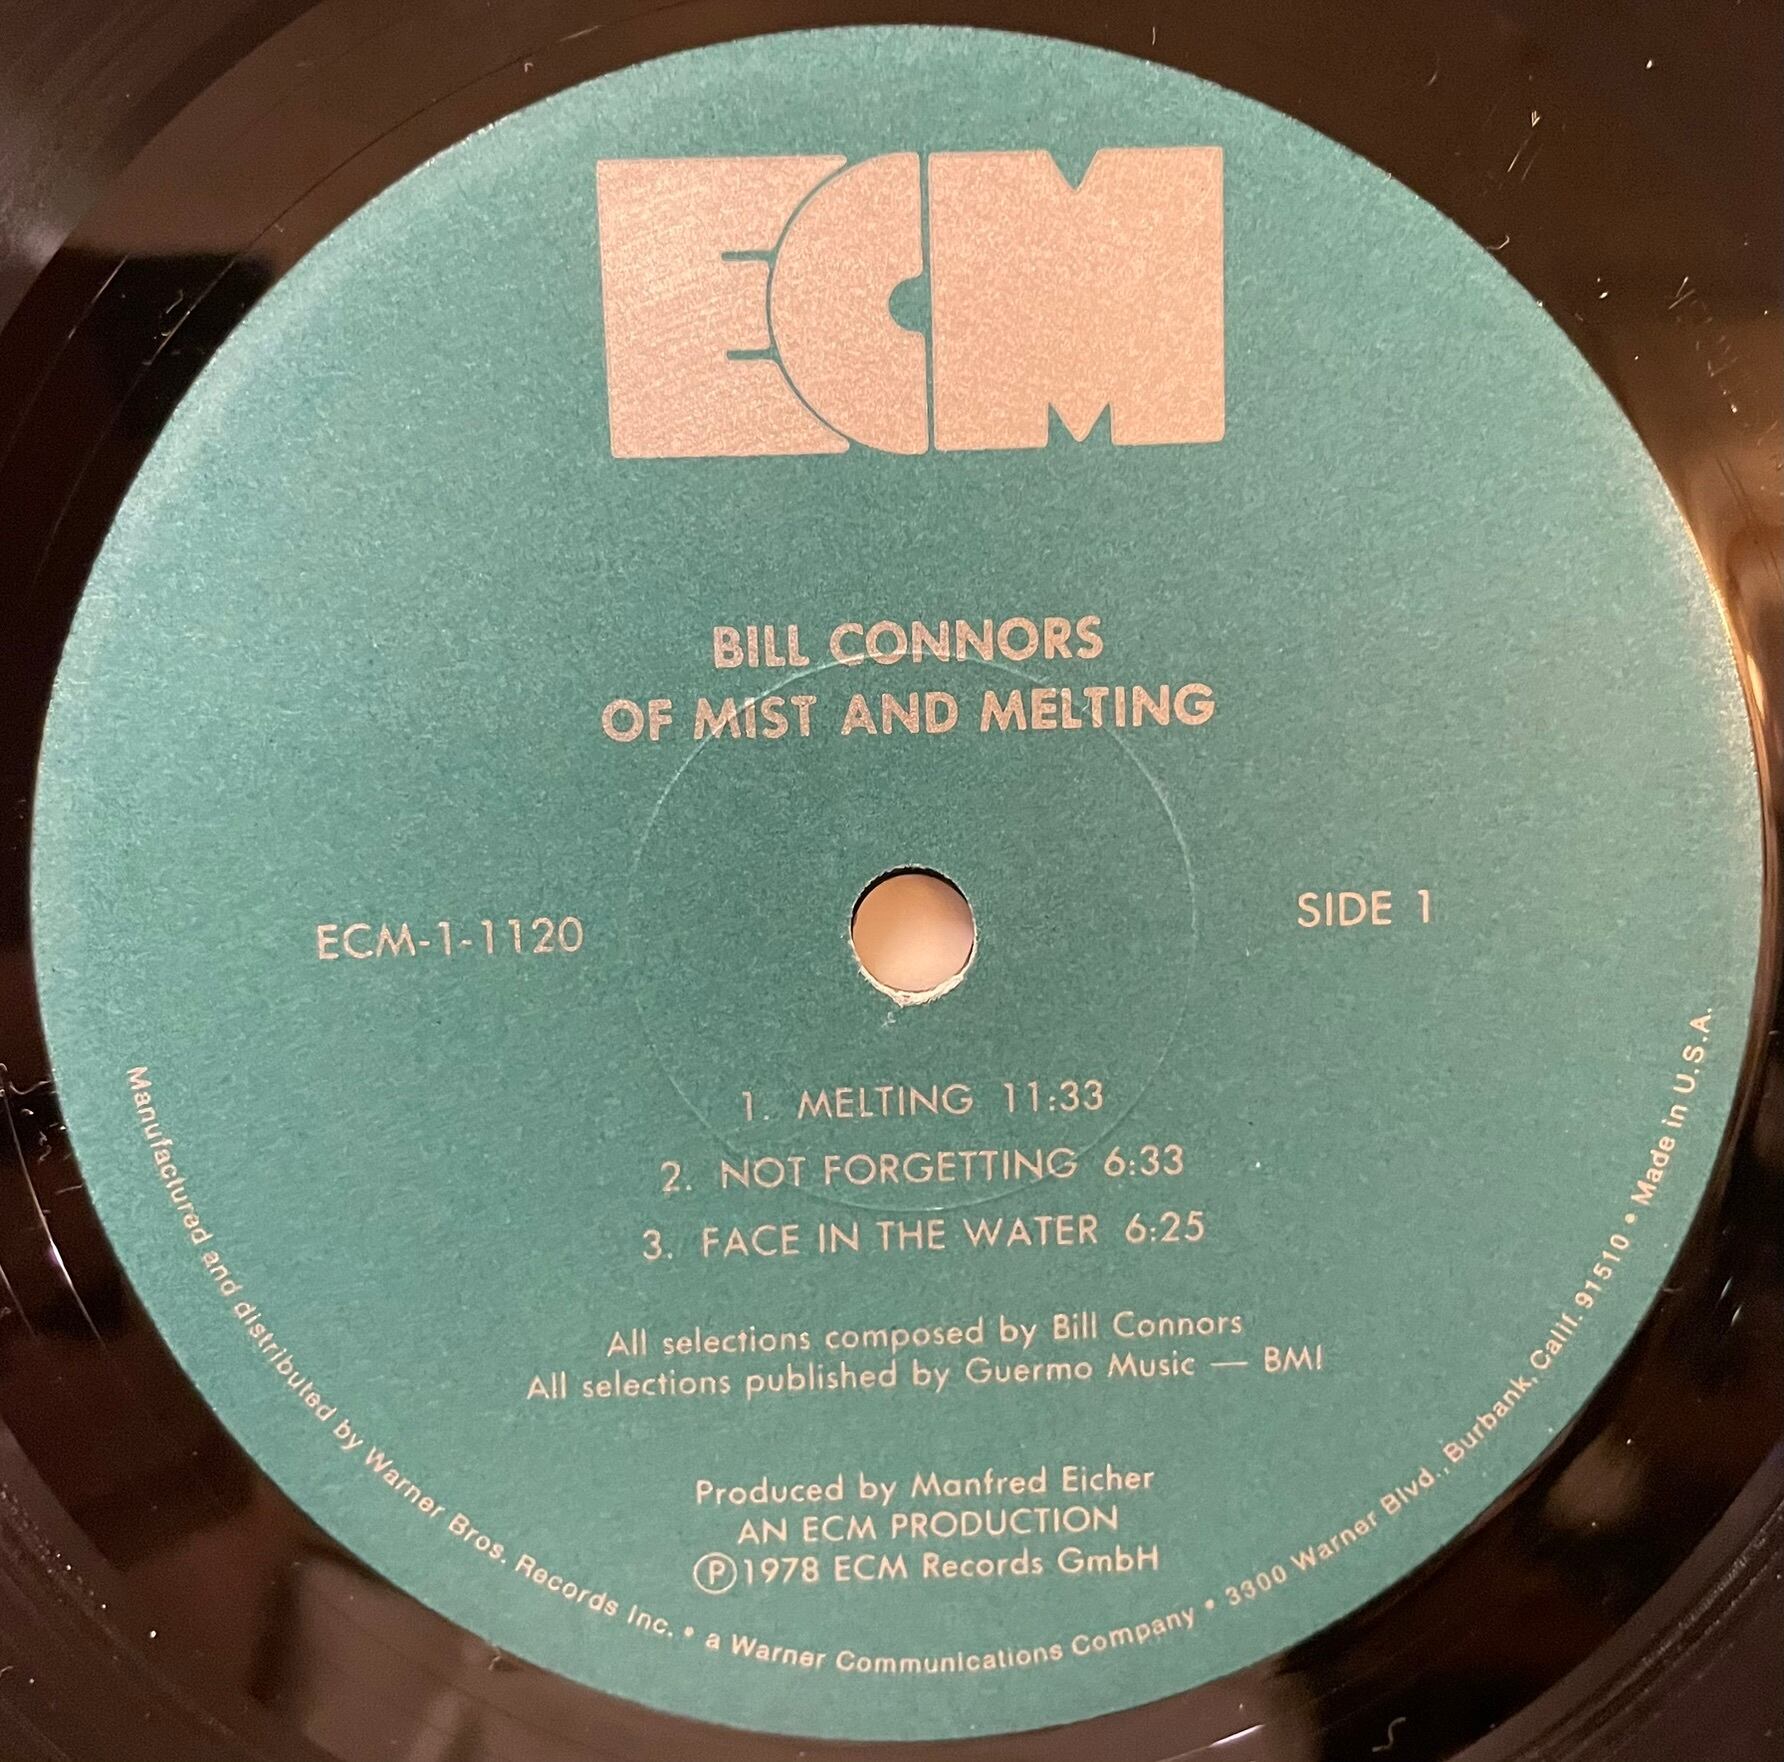 ECM
BILL CONNORS
OF MIST AND MELTING
ECM-1-1120
SIDE 1
1. MELTING 11:33
2. NOT FORGETTING 6:33
3. FACE IN THE WATER 6:25
All selections composed by Bill Connors
All selections published by Guermo Music — BMI
Produced by Manfred Eicher
AN ECM PRODUCTION
℗1978 ECM Records GmbH
Manufactured and distributed by Warner Bros. Records Inc. • a Warner Communications Company • 3300 Warner Blvd., Burbank, Calif. 91510 • Made in U.S.A.